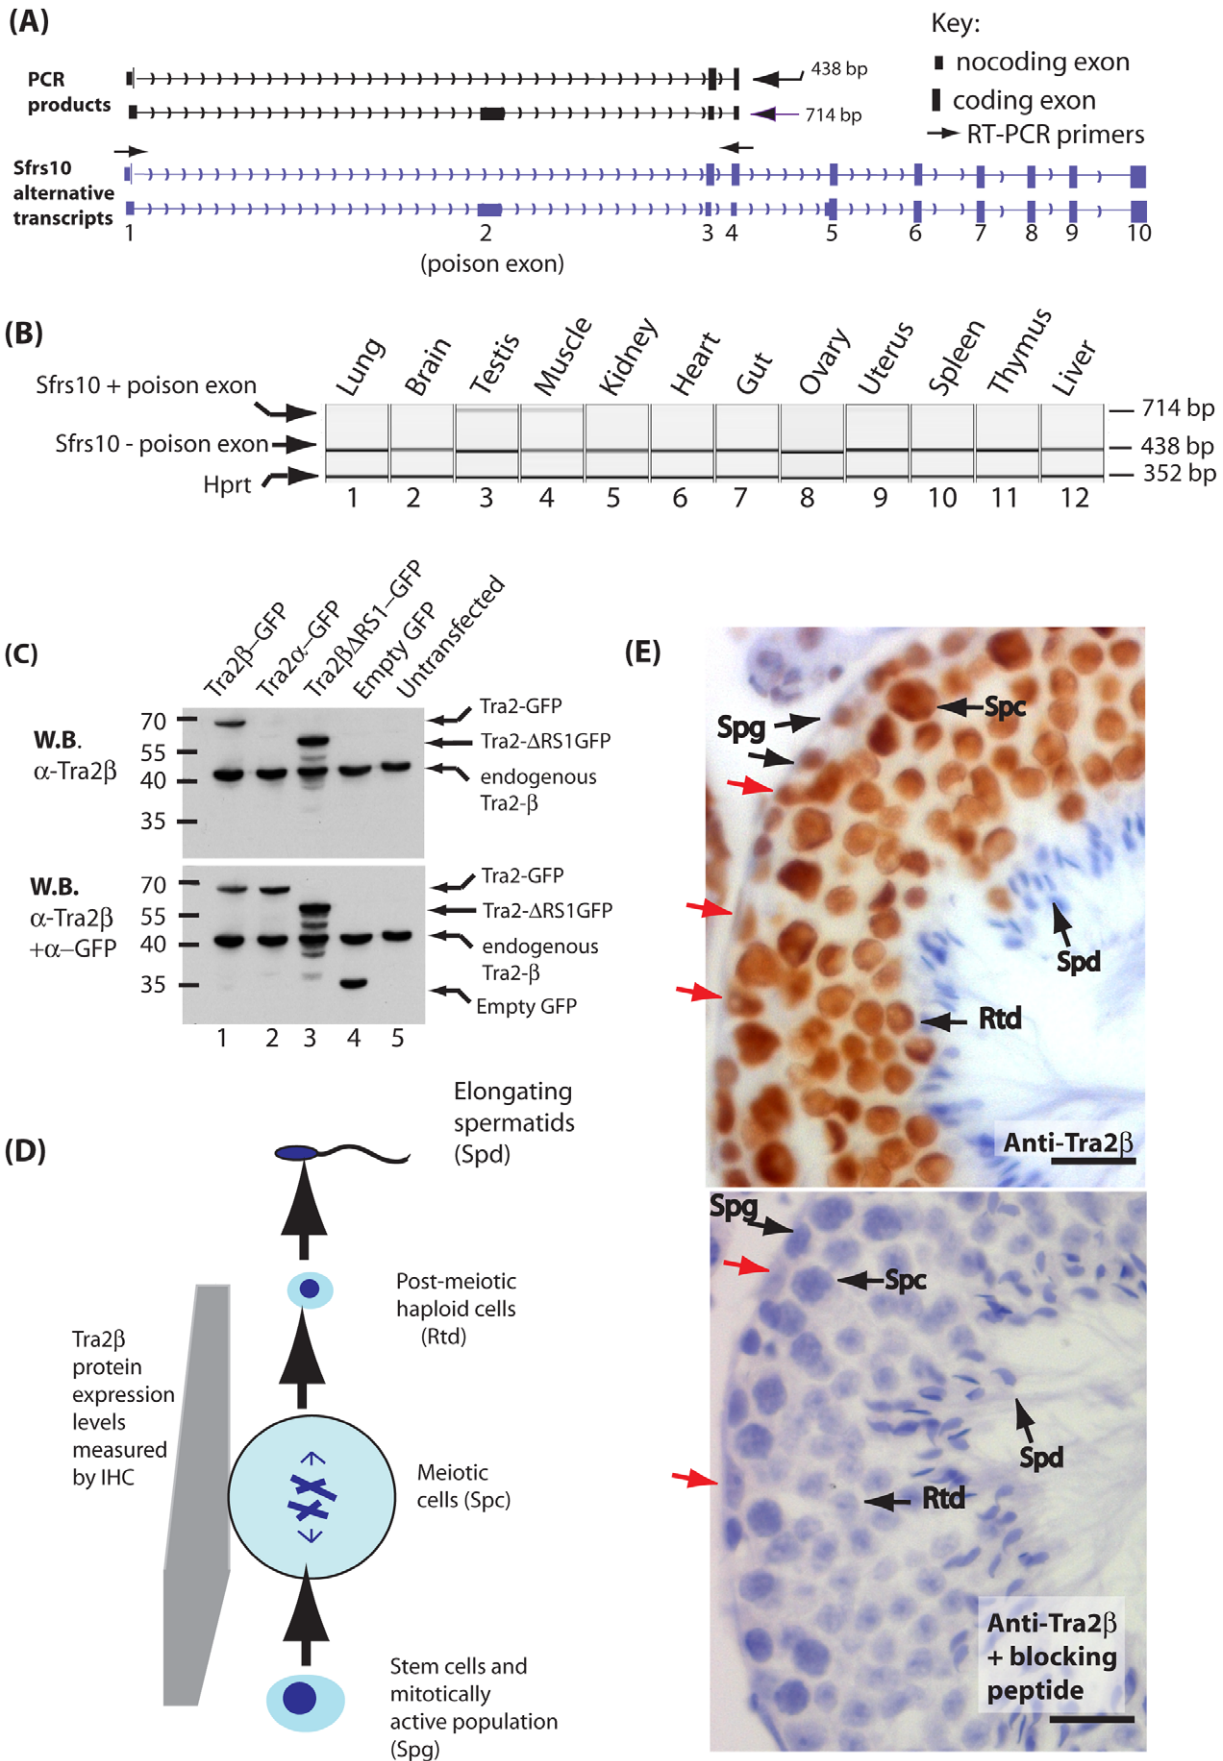 (A)
Key:
nocoding exon
coding exon
RT-PCR primers
PCR
products
438 bp
714 bp
Sfrs10
alternative
transcripts
1 2 3 4 5 6 7 8 9 10
(poison exon)
(B)
Lung Brain Testis Muscle Kidney Heart Gut Ovary Uterus Spleen Thymus Liver
Sfrs10 + poison exon
Sfrs10 - poison exon
Hprt
714 bp
438 bp
352 bp
1 2 3 4 5 6 7 8 9 10 11 12
(C)
Tra2β–GFP
Tra2α–GFP
Tra2βΔRS1–GFP
Empty GFP
Untransfected
W.B.
α-Tra2β
70
55
40
35
Tra2-GFP
Tra2-ΔRS1GFP
endogenous
Tra2-β
W.B.
α-Tra2β
+α–GFP
70
55
40
35
Tra2-GFP
Tra2-ΔRS1GFP
endogenous
Tra2-β
Empty GFP
1 2 3 4 5
(D)
Elongating
spermatids
(Spd)
Post-meiotic
haploid cells
(Rtd)
Tra2β
protein
expression
levels
measured
by IHC
Meiotic
cells (Spc)
Stem cells and
mitotically
active population
(Spg)
(E)
Spg
Spc
Spd
Rtd
Anti-Tra2β
Spg
Spc
Spd
Rtd
Anti-Tra2β
+ blocking
peptide